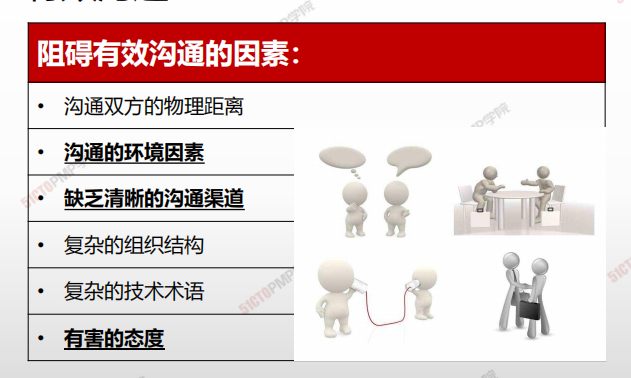 阻碍有效沟通的因素：
• 沟通双方的物理距离
• 沟通的环境因素
• 缺乏清晰的沟通渠道
• 复杂的组织结构
• 复杂的技术术语
• 有害的态度
51CTOPMP学院